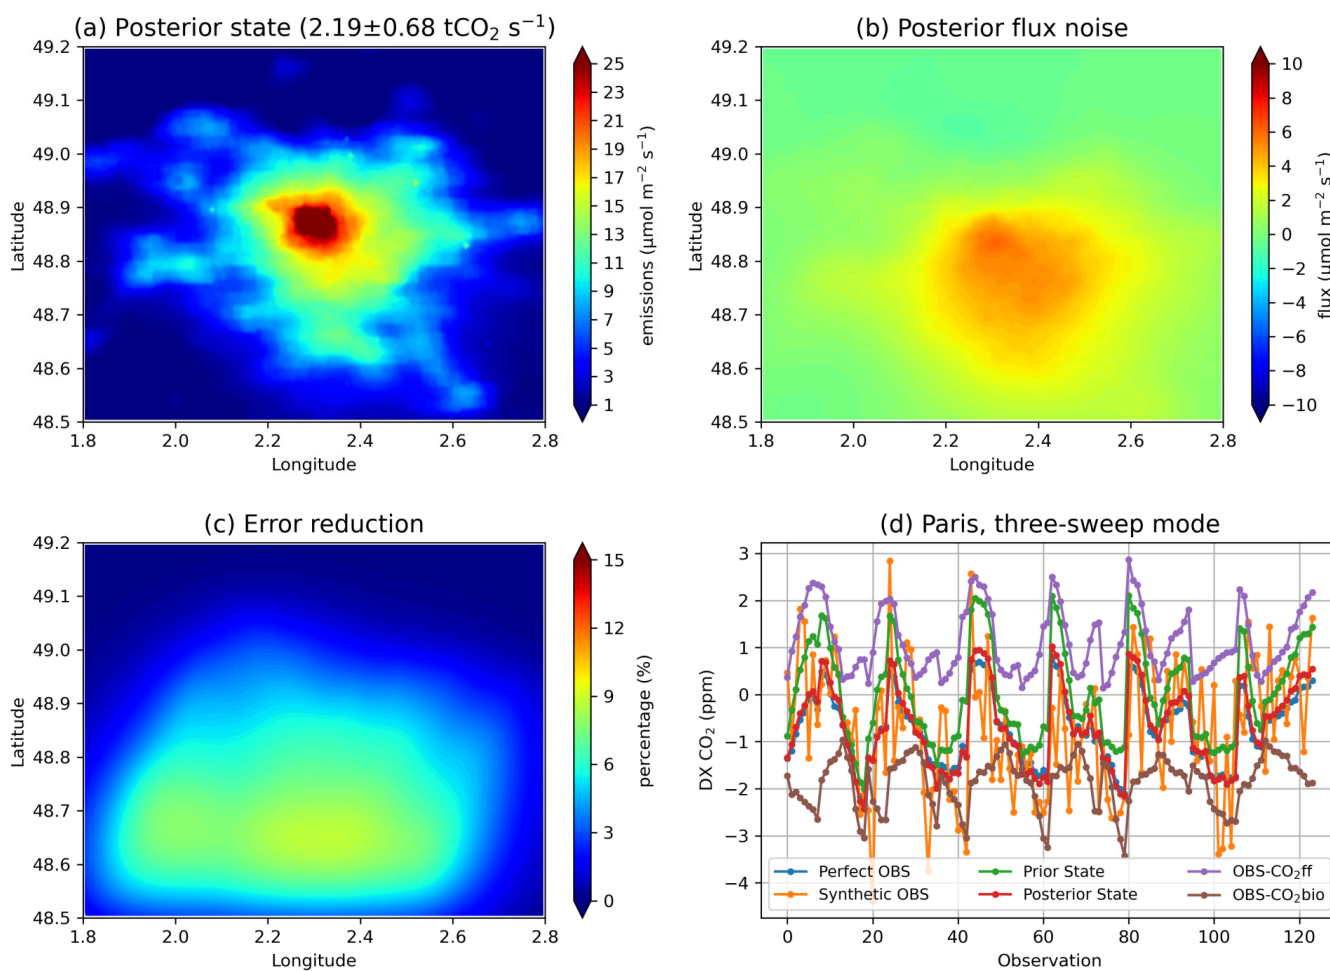 (a) Posterior state (2.19±0.68 tCO₂ s⁻¹)
49.2
49.1
49.0
48.9
48.8
48.7
48.6
48.5
Latitude
1.8 2.0 2.2 2.4 2.6 2.8
Longitude
25
23
21
19
17
15
13
11
9
7
5
3
1
emissions (μmol m⁻² s⁻¹)
(b) Posterior flux noise
49.2
49.1
49.0
48.9
48.8
48.7
48.6
48.5
Latitude
1.8 2.0 2.2 2.4 2.6 2.8
Longitude
10
8
6
4
2
0
−2
−4
−6
−8
−10
flux (μmol m⁻² s⁻¹)
(c) Error reduction
49.2
49.1
49.0
48.9
48.8
48.7
48.6
48.5
Latitude
1.8 2.0 2.2 2.4 2.6 2.8
Longitude
15
12
9
6
3
0
percentage (%)
(d) Paris, three-sweep mode
3
2
1
0
−1
−2
−3
−4
DX CO₂ (ppm)
Perfect OBS Prior State OBS-CO₂ff
Synthetic OBS Posterior State OBS-CO₂bio
0 20 40 60 80 100 120
Observation